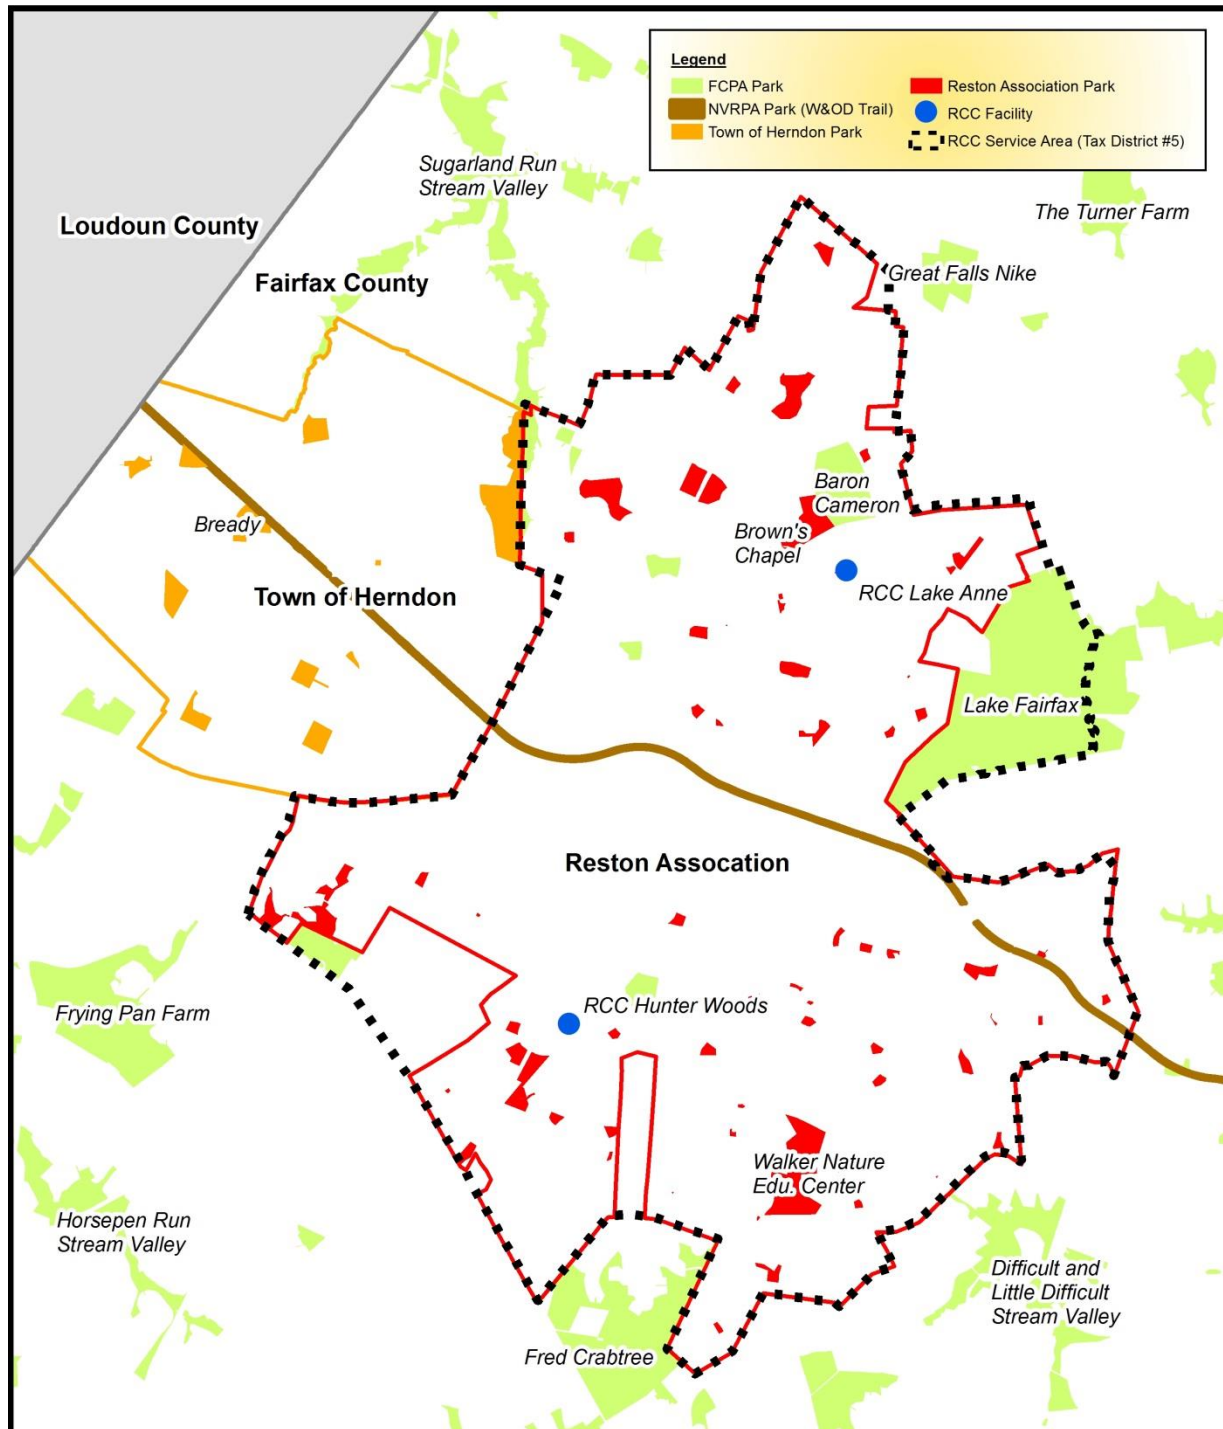 Legend
FCPA Park
NVRPA Park (W&OD Trail)
Town of Herndon Park
Reston Association Park
RCC Facility
RCC Service Area (Tax District #5)
Sugarland Run
Stream Valley
The Turner Farm
Loudoun County
Great Falls Nike
Fairfax County
Baron
Cameron
Bready
Brown's
Chapel
RCC Lake Anne
Town of Herndon
Lake Fairfax
Reston Assocation
Frying Pan Farm
RCC Hunter Woods
Walker Nature
Edu. Center
Horsepen Run
Stream Valley
Difficult and
Little Difficult
Stream Valley
Fred Crabtree